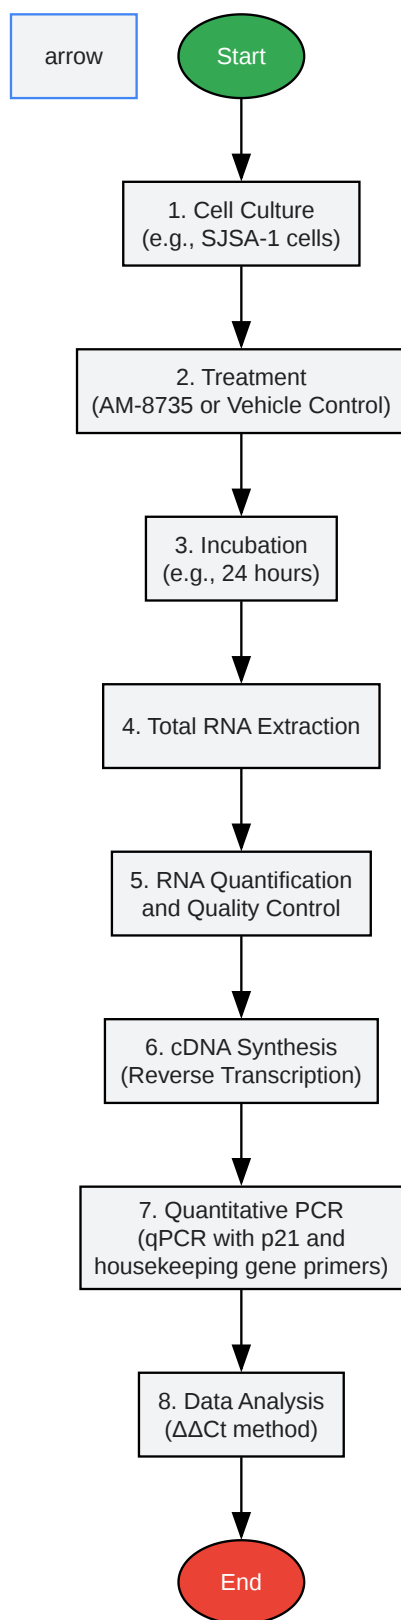 arrow
Start
1. Cell Culture
(e.g., SJSA-1 cells)
2. Treatment
(AM-8735 or Vehicle Control)
3. Incubation
(e.g., 24 hours)
4. Total RNA Extraction
5. RNA Quantification
and Quality Control
6. cDNA Synthesis
(Reverse Transcription)
7. Quantitative PCR
(qPCR with p21 and
housekeeping gene primers)
8. Data Analysis
(ΔΔCt method)
End